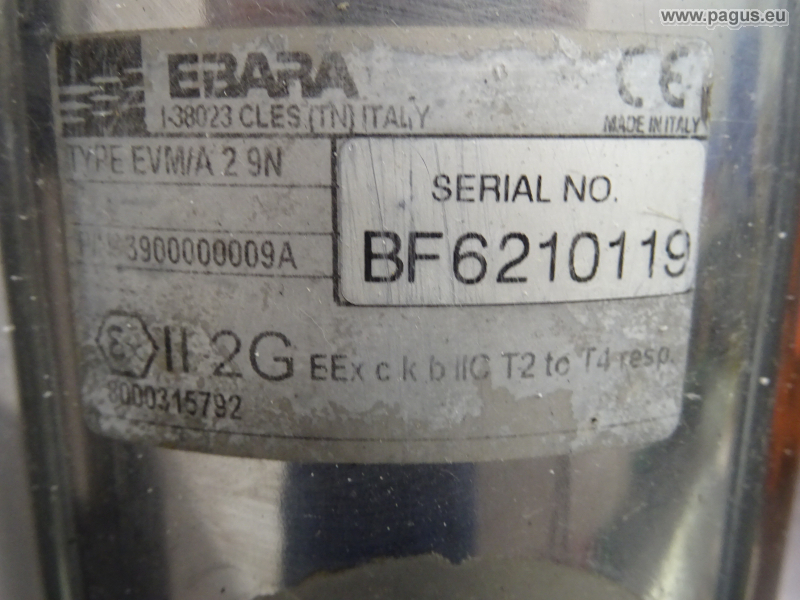 www.pagus.eu
EBARA
I-38023 CLES (TN) ITALY
CE
MADE IN ITALY
TYPE EVM/A 2 9N
SERIAL NO.
BF6210119
3900000009A
Ex II 2G EEx c k b IIC T2 to T4 resp.
8000315792